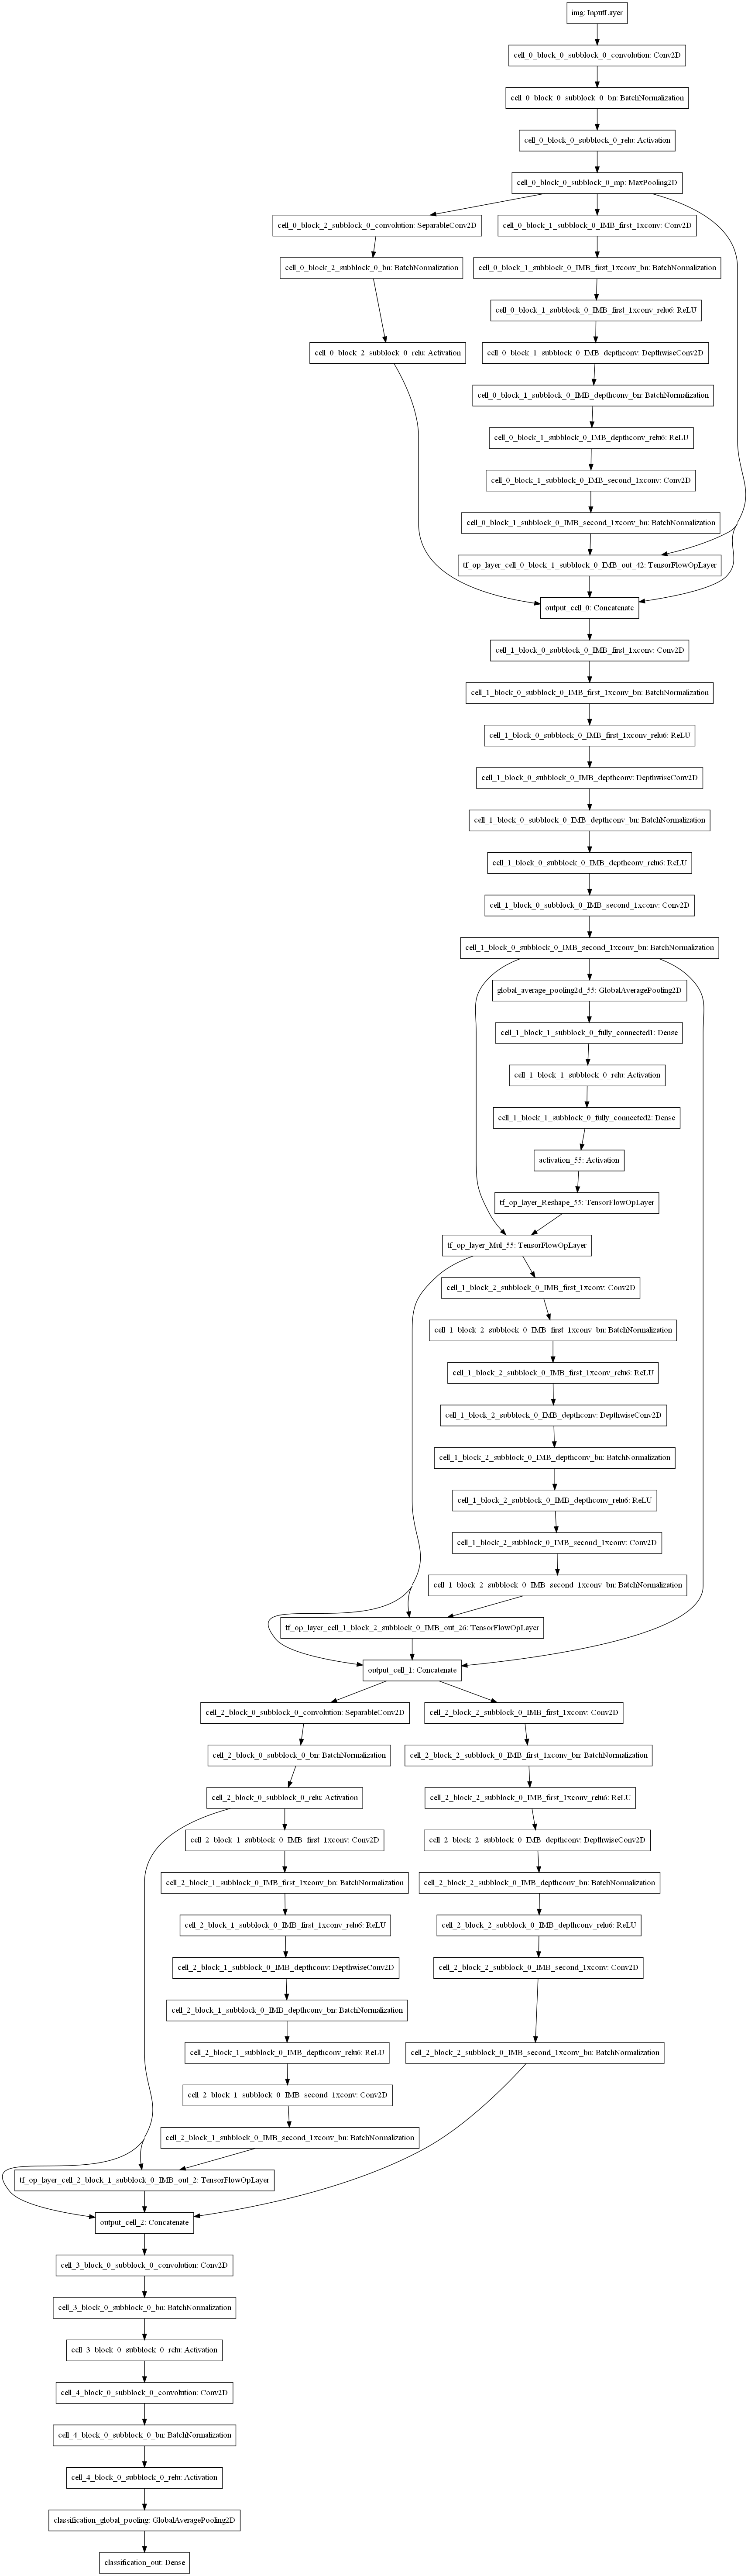 img: InputLayer
cell_0_block_0_subblock_0_convolution: Conv2D
cell_0_block_0_subblock_0_bn: BatchNormalization
cell_0_block_0_subblock_0_relu: Activation
cell_0_block_0_subblock_0_mp: MaxPooling2D
cell_0_block_2_subblock_0_convolution: SeparableConv2D
cell_0_block_1_subblock_0_IMB_first_1xconv: Conv2D
cell_0_block_2_subblock_0_bn: BatchNormalization
cell_0_block_1_subblock_0_IMB_first_1xconv_bn: BatchNormalization
cell_0_block_1_subblock_0_IMB_first_1xconv_relu6: ReLU
cell_0_block_2_subblock_0_relu: Activation
cell_0_block_1_subblock_0_IMB_depthconv: DepthwiseConv2D
cell_0_block_1_subblock_0_IMB_depthconv_bn: BatchNormalization
cell_0_block_1_subblock_0_IMB_depthconv_relu6: ReLU
cell_0_block_1_subblock_0_IMB_second_1xconv: Conv2D
cell_0_block_1_subblock_0_IMB_second_1xconv_bn: BatchNormalization
tf_op_layer_cell_0_block_1_subblock_0_IMB_out_42: TensorFlowOpLayer
output_cell_0: Concatenate
cell_1_block_0_subblock_0_IMB_first_1xconv: Conv2D
cell_1_block_0_subblock_0_IMB_first_1xconv_bn: BatchNormalization
cell_1_block_0_subblock_0_IMB_first_1xconv_relu6: ReLU
cell_1_block_0_subblock_0_IMB_depthconv: DepthwiseConv2D
cell_1_block_0_subblock_0_IMB_depthconv_bn: BatchNormalization
cell_1_block_0_subblock_0_IMB_depthconv_relu6: ReLU
cell_1_block_0_subblock_0_IMB_second_1xconv: Conv2D
cell_1_block_0_subblock_0_IMB_second_1xconv_bn: BatchNormalization
global_average_pooling2d_55: GlobalAveragePooling2D
cell_1_block_1_subblock_0_fully_connected1: Dense
cell_1_block_1_subblock_0_relu: Activation
cell_1_block_1_subblock_0_fully_connected2: Dense
activation_55: Activation
tf_op_layer_Reshape_55: TensorFlowOpLayer
tf_op_layer_Mul_55: TensorFlowOpLayer
cell_1_block_2_subblock_0_IMB_first_1xconv: Conv2D
cell_1_block_2_subblock_0_IMB_first_1xconv_bn: BatchNormalization
cell_1_block_2_subblock_0_IMB_first_1xconv_relu6: ReLU
cell_1_block_2_subblock_0_IMB_depthconv: DepthwiseConv2D
cell_1_block_2_subblock_0_IMB_depthconv_bn: BatchNormalization
cell_1_block_2_subblock_0_IMB_depthconv_relu6: ReLU
cell_1_block_2_subblock_0_IMB_second_1xconv: Conv2D
cell_1_block_2_subblock_0_IMB_second_1xconv_bn: BatchNormalization
tf_op_layer_cell_1_block_2_subblock_0_IMB_out_26: TensorFlowOpLayer
output_cell_1: Concatenate
cell_2_block_0_subblock_0_convolution: SeparableConv2D
cell_2_block_2_subblock_0_IMB_first_1xconv: Conv2D
cell_2_block_0_subblock_0_bn: BatchNormalization
cell_2_block_2_subblock_0_IMB_first_1xconv_bn: BatchNormalization
cell_2_block_0_subblock_0_relu: Activation
cell_2_block_2_subblock_0_IMB_first_1xconv_relu6: ReLU
cell_2_block_1_subblock_0_IMB_first_1xconv: Conv2D
cell_2_block_2_subblock_0_IMB_depthconv: DepthwiseConv2D
cell_2_block_1_subblock_0_IMB_first_1xconv_bn: BatchNormalization
cell_2_block_2_subblock_0_IMB_depthconv_bn: BatchNormalization
cell_2_block_1_subblock_0_IMB_first_1xconv_relu6: ReLU
cell_2_block_2_subblock_0_IMB_depthconv_relu6: ReLU
cell_2_block_1_subblock_0_IMB_depthconv: DepthwiseConv2D
cell_2_block_2_subblock_0_IMB_second_1xconv: Conv2D
cell_2_block_1_subblock_0_IMB_depthconv_bn: BatchNormalization
cell_2_block_1_subblock_0_IMB_depthconv_relu6: ReLU
cell_2_block_2_subblock_0_IMB_second_1xconv_bn: BatchNormalization
cell_2_block_1_subblock_0_IMB_second_1xconv: Conv2D
cell_2_block_1_subblock_0_IMB_second_1xconv_bn: BatchNormalization
tf_op_layer_cell_2_block_1_subblock_0_IMB_out_2: TensorFlowOpLayer
output_cell_2: Concatenate
cell_3_block_0_subblock_0_convolution: Conv2D
cell_3_block_0_subblock_0_bn: BatchNormalization
cell_3_block_0_subblock_0_relu: Activation
cell_4_block_0_subblock_0_convolution: Conv2D
cell_4_block_0_subblock_0_bn: BatchNormalization
cell_4_block_0_subblock_0_relu: Activation
classification_global_pooling: GlobalAveragePooling2D
classification_out: Dense